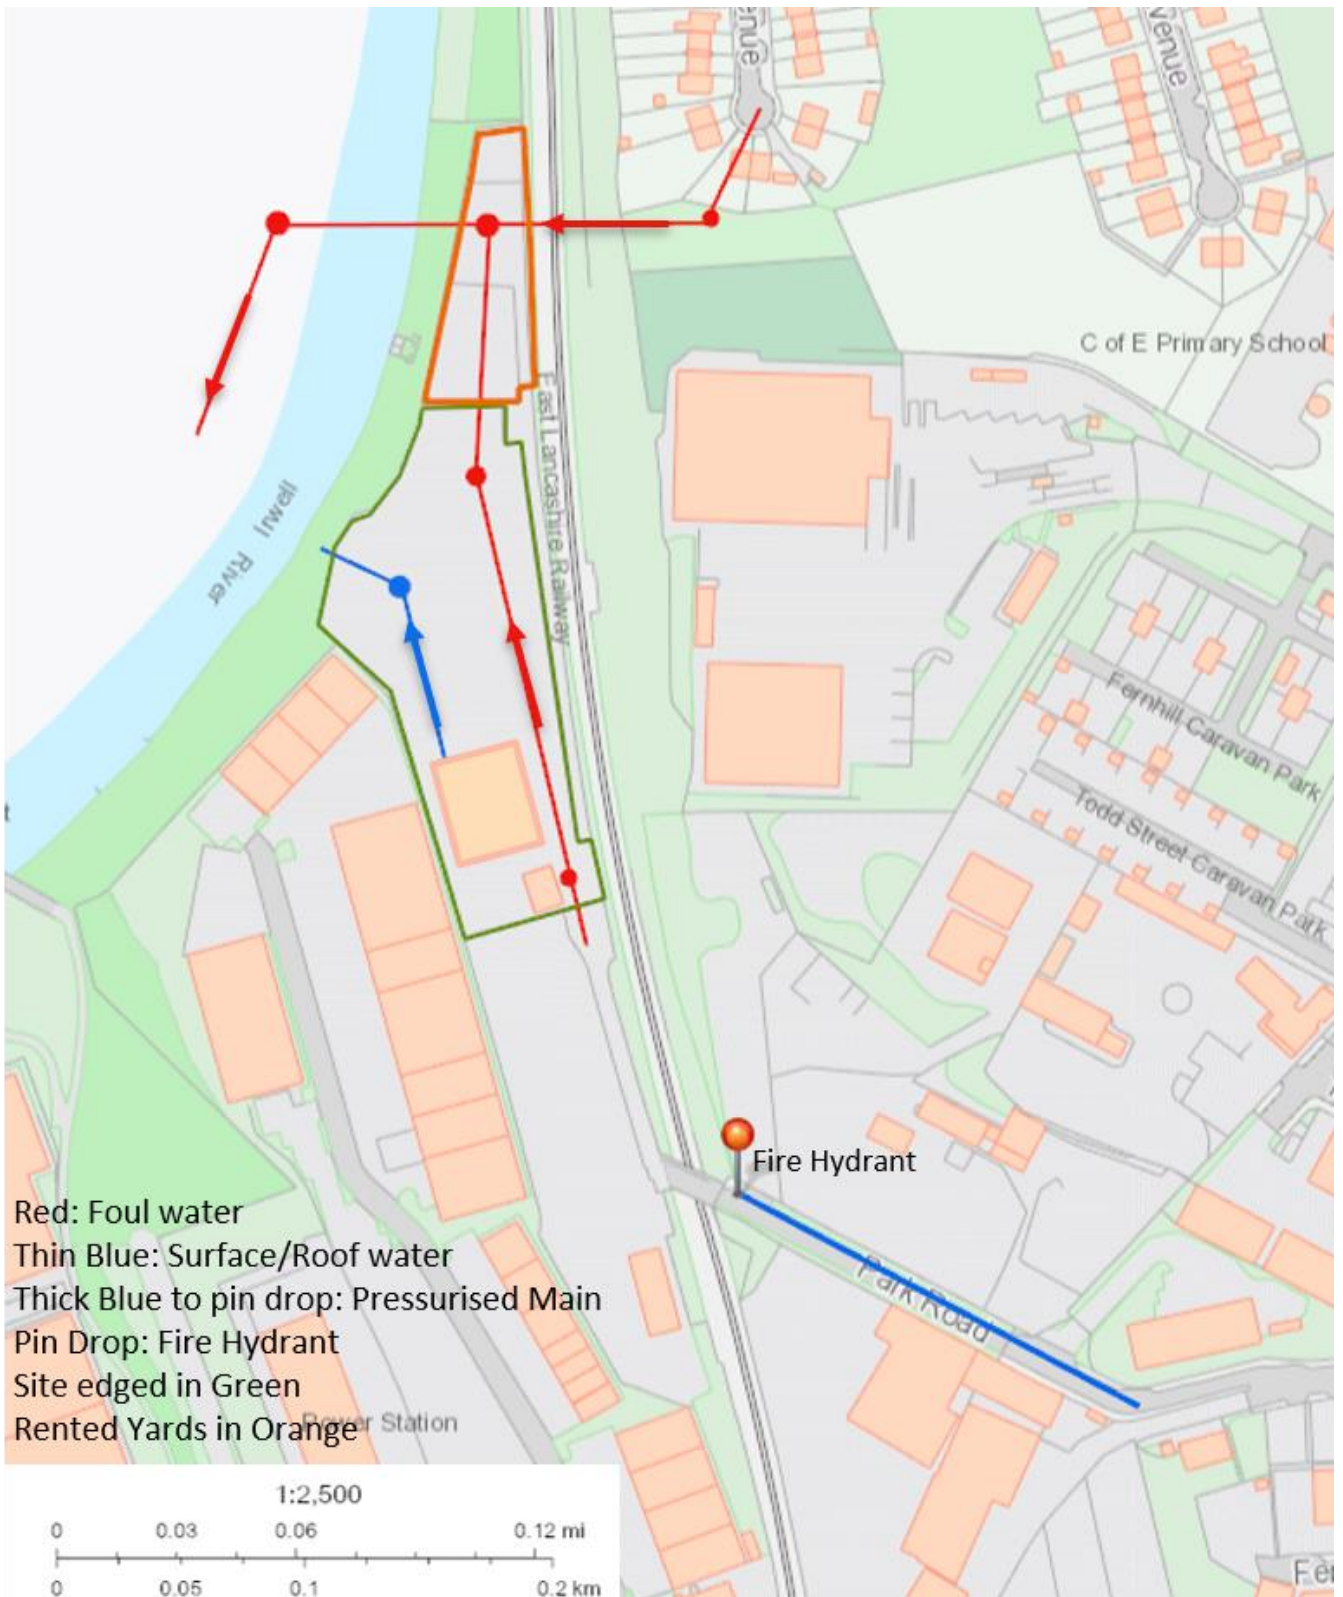 enue
venue
C of E Primary School
East Lancashire Railway
River Irwell
Fernhill Caravan Park
Todd Street Caravan Park
t
Fire Hydrant
Park Road
Red: Foul water
Thin Blue: Surface/Roof water
Thick Blue to pin drop: Pressurised Main
Pin Drop: Fire Hydrant
Site edged in Green
Rented Yards in Orange
Power Station
1:2,500
0 0.03 0.06 0.12 mi
0 0.05 0.1 0.2 km
Fe